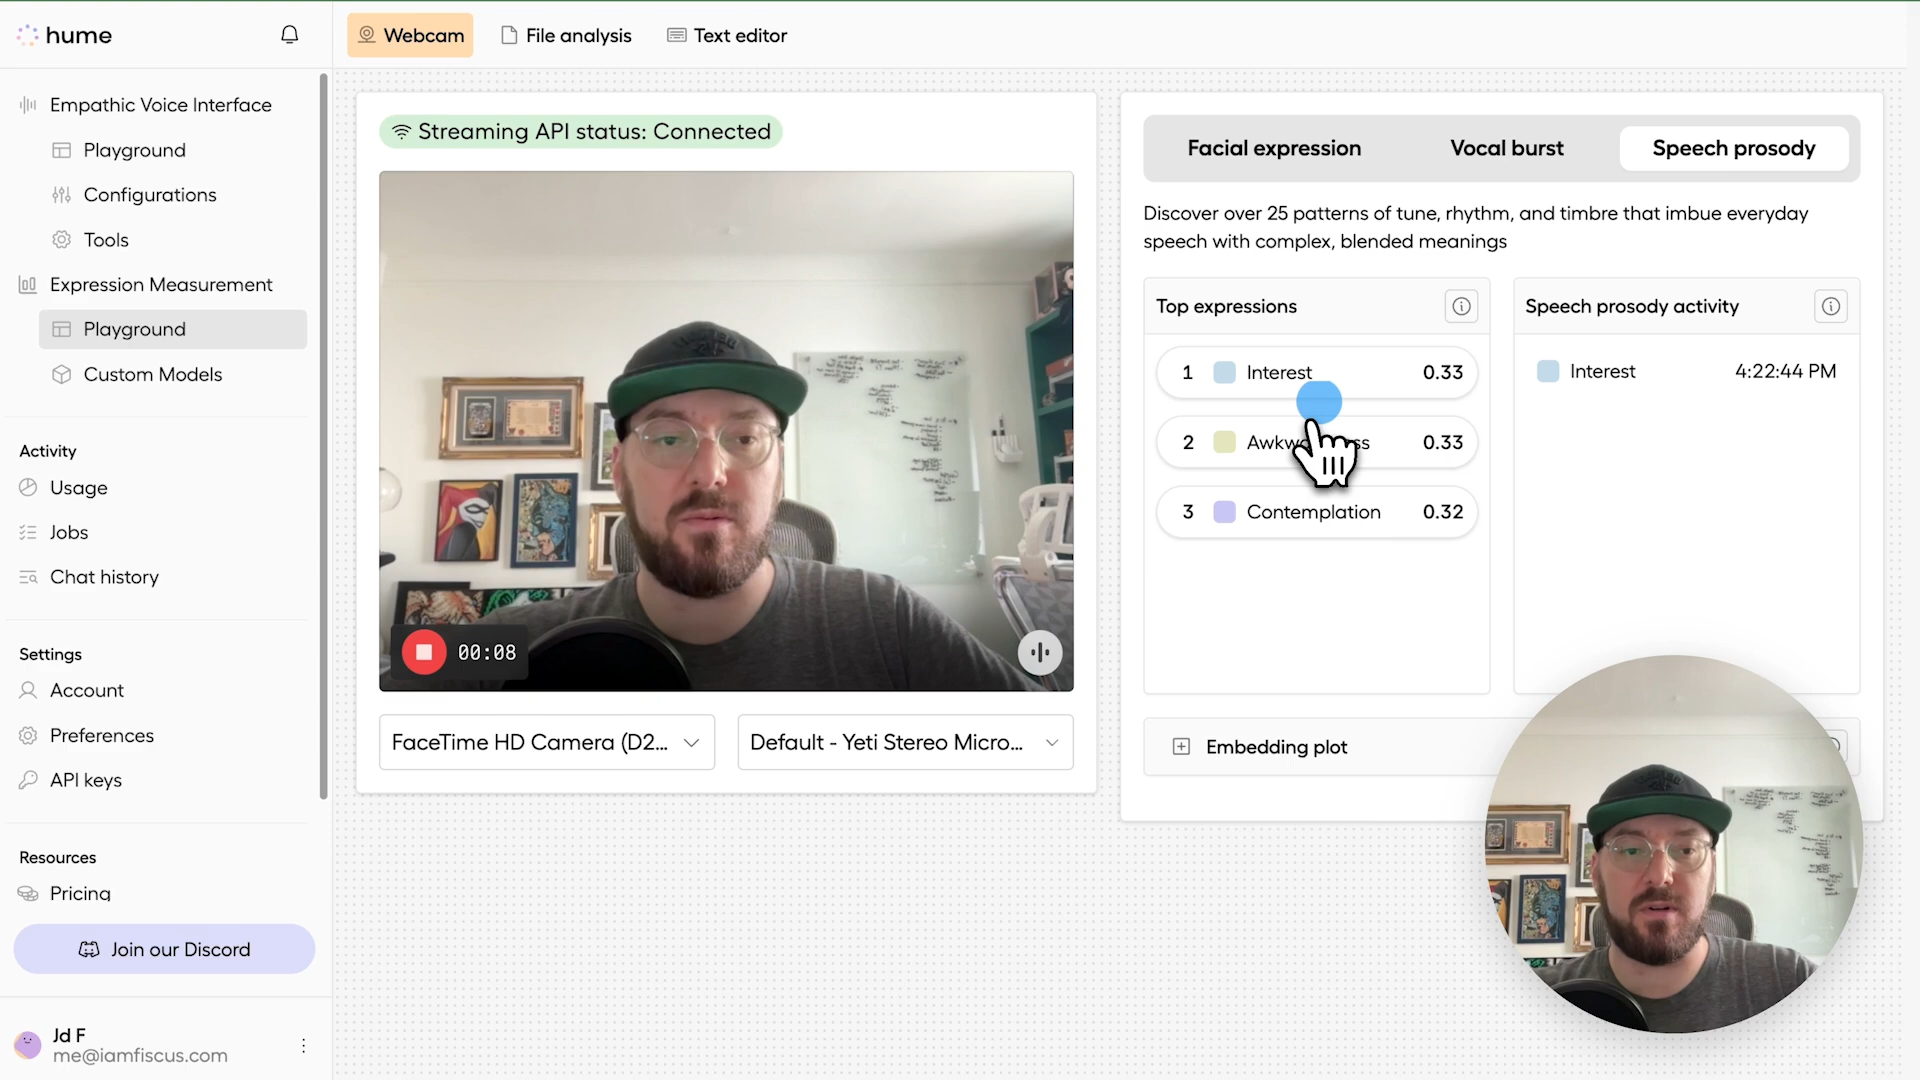 hume
Empathic Voice Interface
Playground
Configurations
Tools
Expression Measurement
Playground
Custom Models
Activity
Usage
Jobs
Chat history
Settings
Account
Preferences
API keys
Resources
Pricing
Join our Discord
Jd F
me@iamfiscus.com
Webcam
File analysis
Text editor
Streaming API status: Connected
00:08
FaceTime HD Camera (D2...
Default - Yeti Stereo Micro...
Facial expression
Vocal burst
Speech prosody
Discover over 25 patterns of tune, rhythm, and timbre that imbue everyday
speech with complex, blended meanings
Top expressions
1 Interest 0.33
2 0.33
3 Contemplation 0.32
Speech prosody activity
Interest 4:22:44 PM
Embedding plot